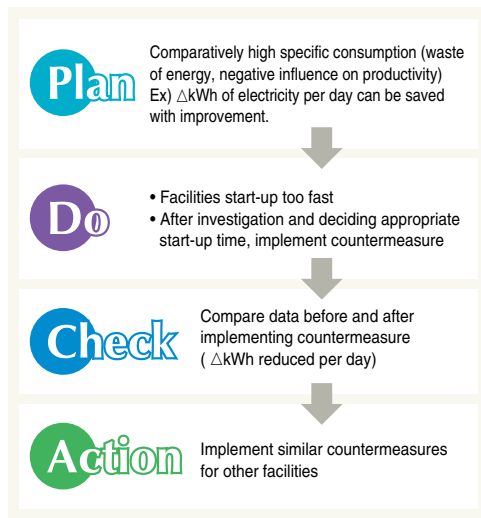 Plan
Comparatively high specific consumption (waste
of energy, negative influence on productivity)
Ex) △kWh of electricity per day can be saved
with improvement.
Do
• Facilities start-up too fast
• After investigation and deciding appropriate
start-up time, implement countermeasure
Check
Compare data before and after
implementing countermeasure
( △kWh reduced per day)
Action
Implement similar countermeasures
for other facilities